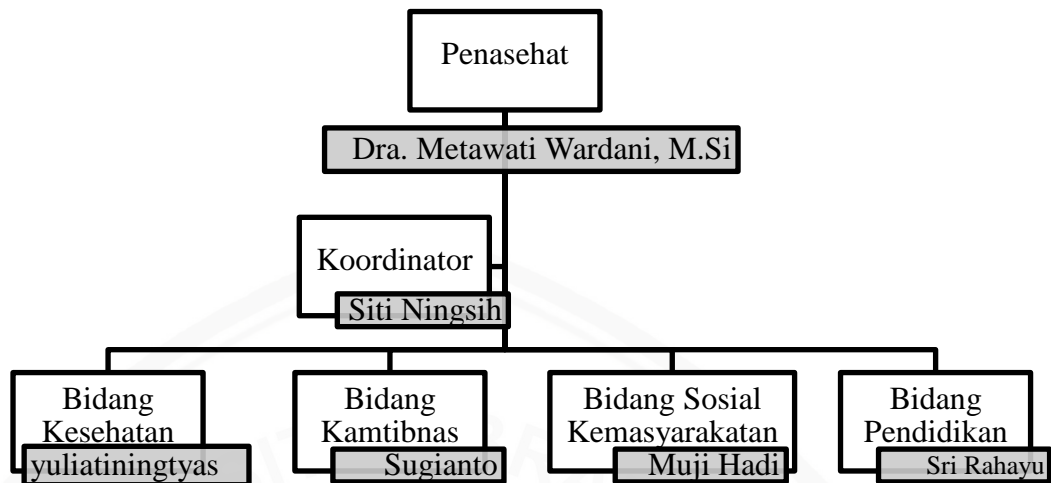 Penasehat
Dra. Metawati Wardani, M.Si
Koordinator
Siti Ningsih
Bidang
Kesehatan
yuliatiningtyas
Bidang
Kamtibnas
Sugianto
Bidang Sosial
Kemasyarakatan
Muji Hadi
Bidang
Pendidikan
Sri Rahayu